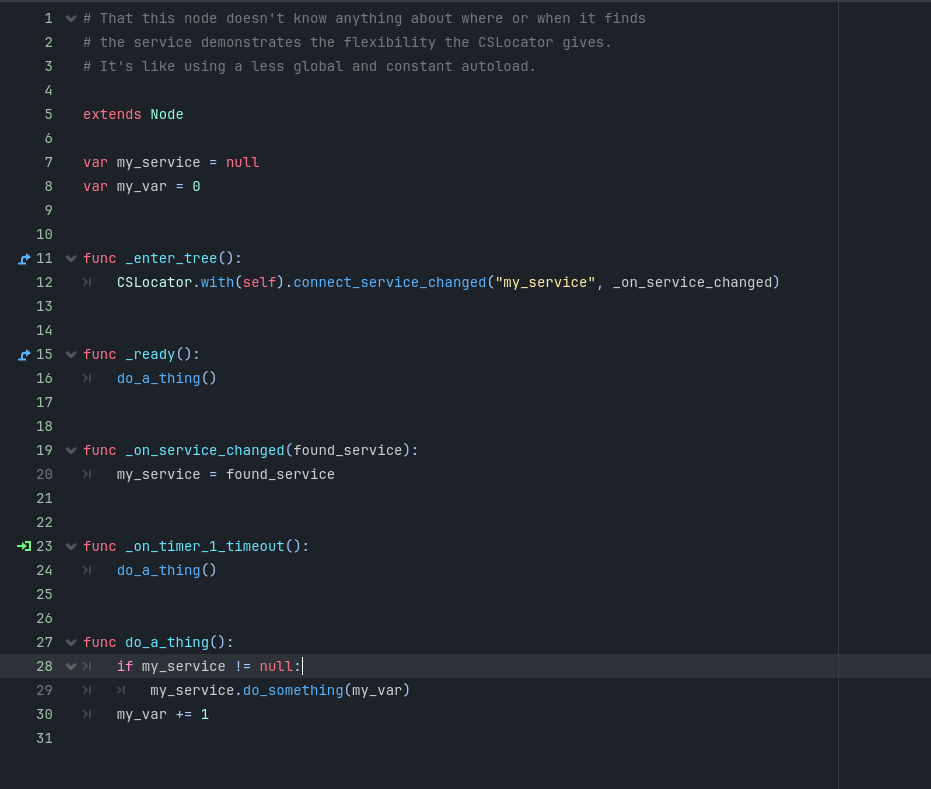 1 # That this node doesn't know anything about where or when it finds
2 # the service demonstrates the flexibility the CSLocator gives.
3 # It's like using a less global and constant autoload.
4
5 extends Node
6
7 var my_service = null
8 var my_var = 0
9
10
11 func _enter_tree():
12 CSLocator.with(self).connect_service_changed("my_service", _on_service_changed)
13
14
15 func _ready():
16 do_a_thing()
17
18
19 func _on_service_changed(found_service):
20 my_service = found_service
21
22
23 func _on_timer_1_timeout():
24 do_a_thing()
25
26
27 func do_a_thing():
28 if my_service != null:
29 my_service.do_something(my_var)
30 my_var += 1
31